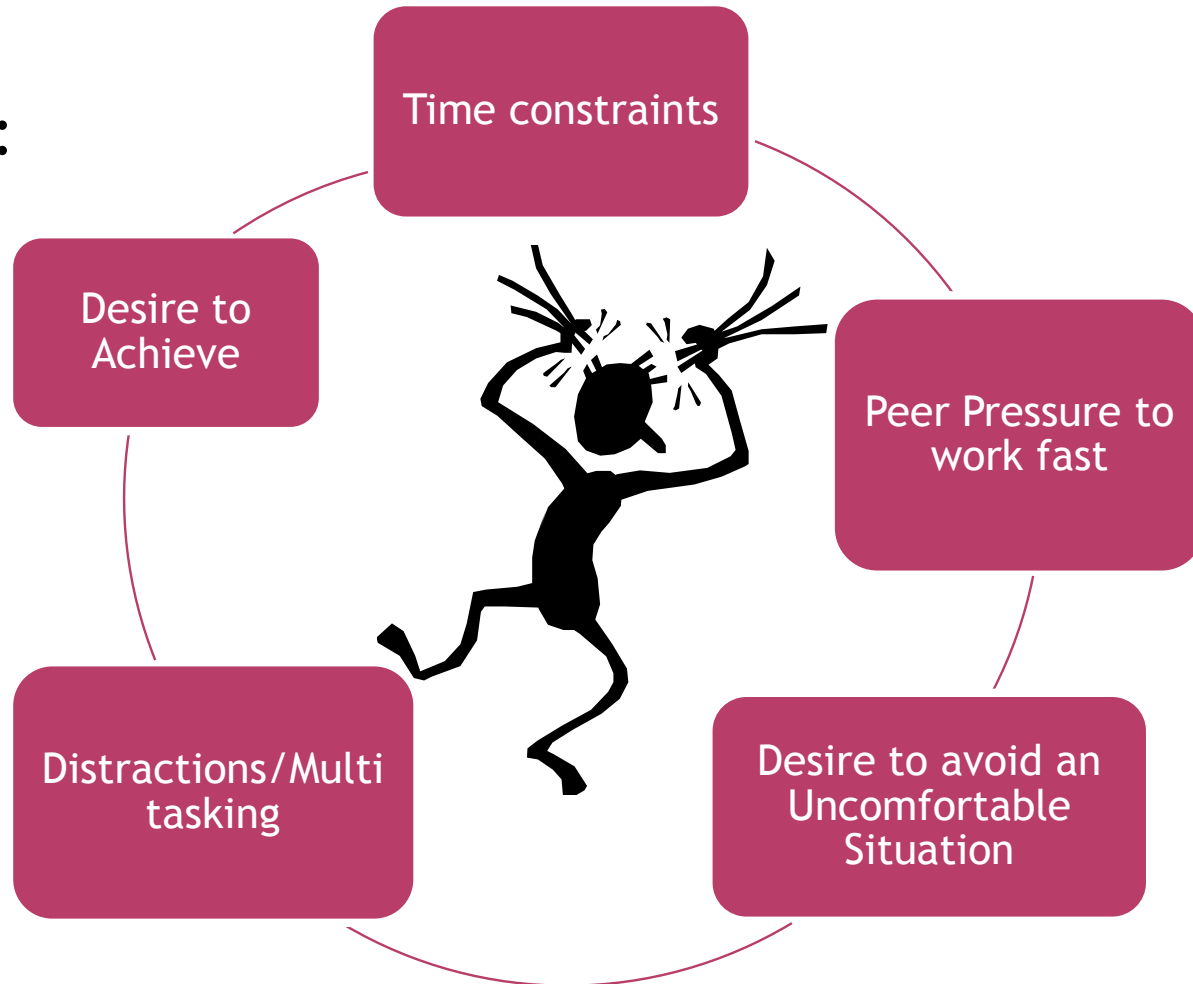 :
Time constraints
Peer Pressure to
work fast
Desire to avoid an
Uncomfortable
Situation
Distractions/Multi
tasking
Desire to
Achieve